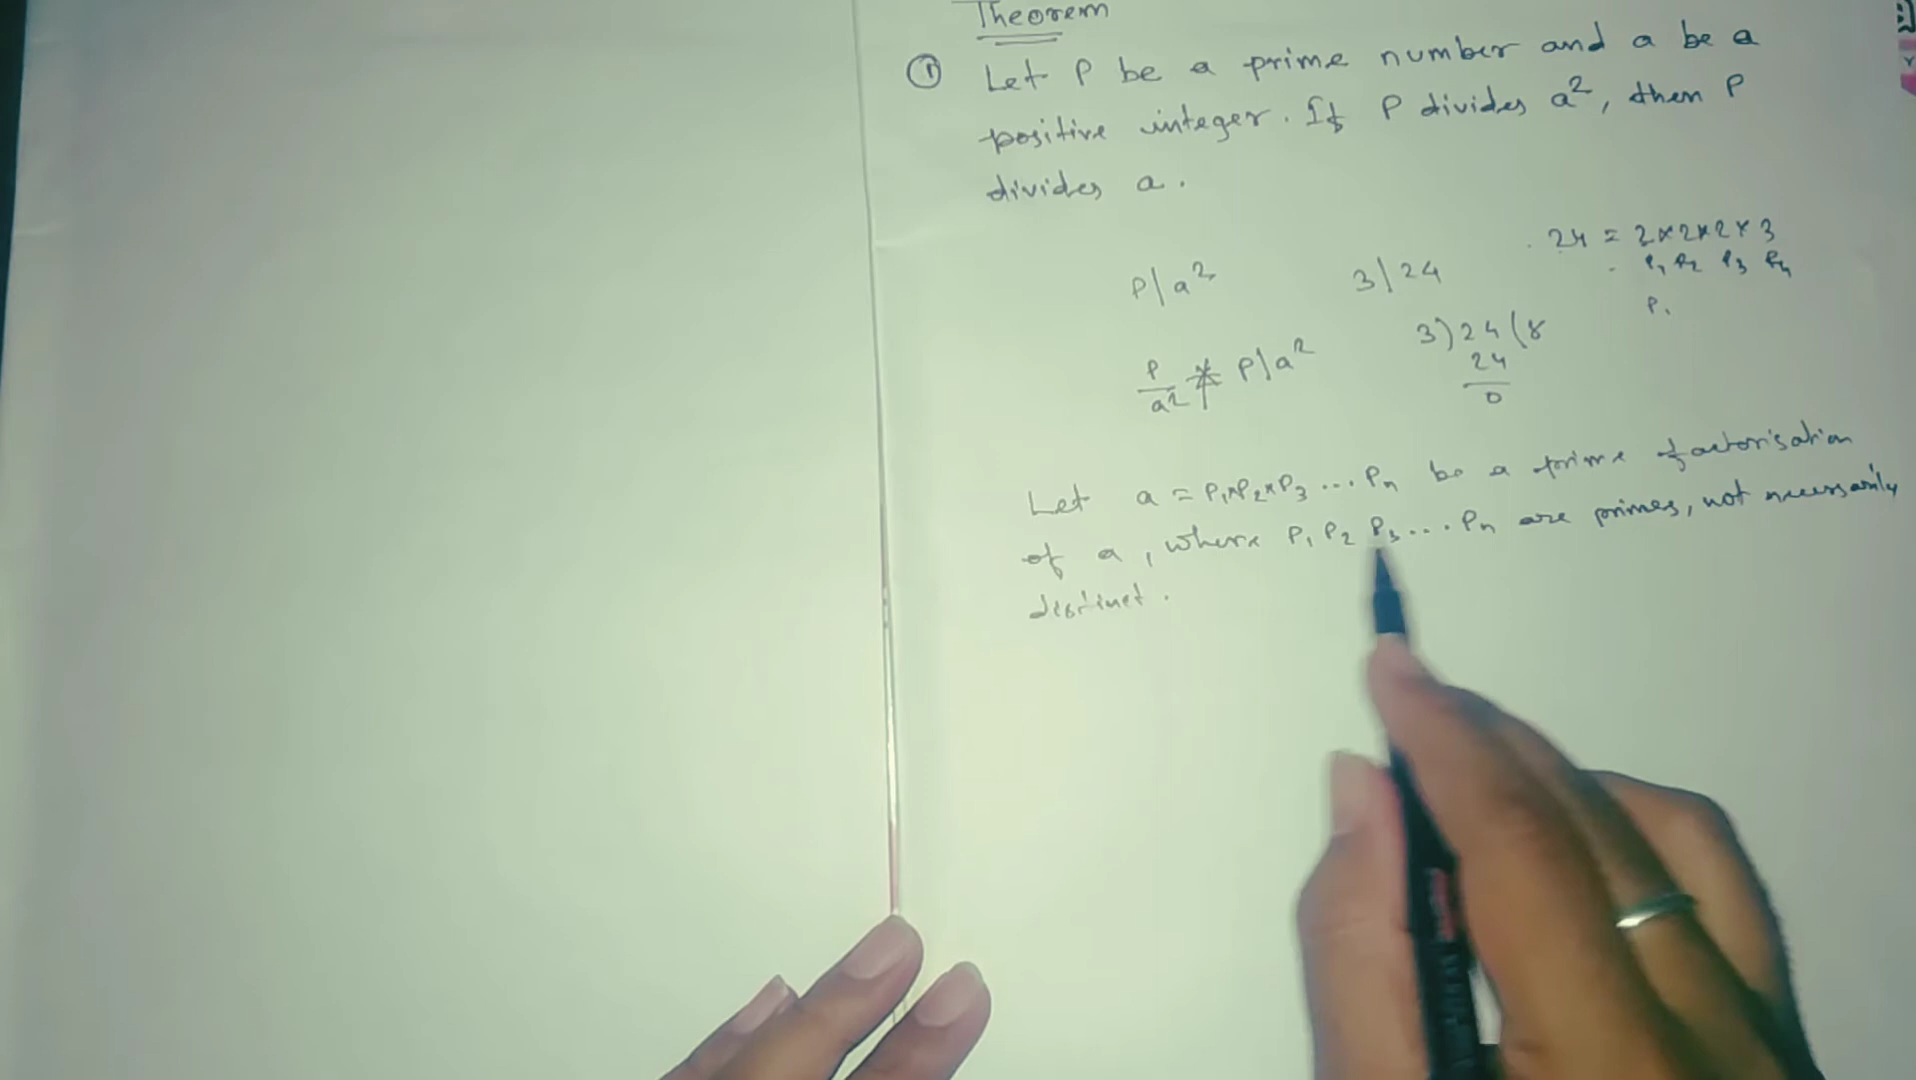 Theorem
① Let P be a prime number and a be a
positive integer. If P divides a², then P
divides a.
24 = 2×2×2×3
P₁ P₂ P₃ P₄
P|a² 3|24
P₁
3)24(8
24
0
P/a² ≠ P|a²
Let a = P₁×P₂×P₃ ... Pₙ be a prime factorisation
of a, where P₁ P₂ P₃ ... Pₙ are primes, not necessarily
distinct.